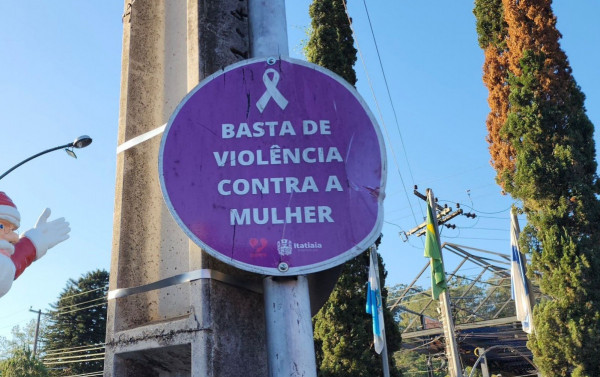 BASTA DE
VIOLÊNCIA
CONTRA A
MULHER
Itatiaia